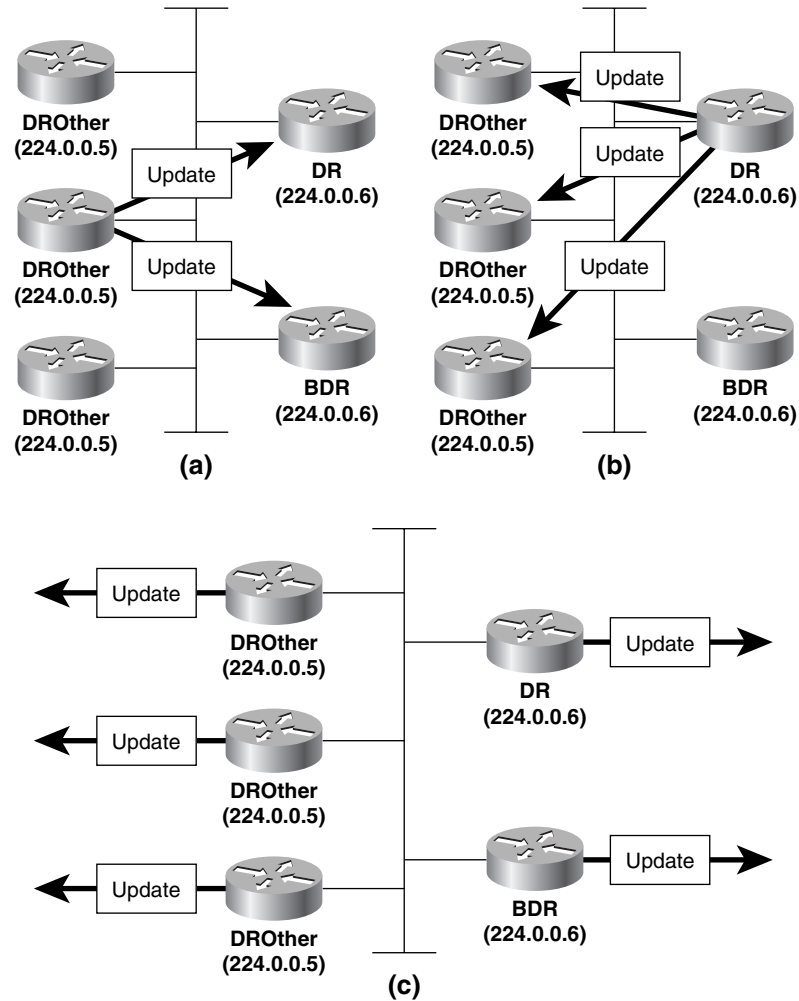 DROther
(224.0.0.5)
Update
DR
(224.0.0.6)
DROther
(224.0.0.5)
Update
DROther
(224.0.0.5)
BDR
(224.0.0.6)
(a)
Update
DROther
(224.0.0.5)
Update
DR
(224.0.0.6)
DROther
(224.0.0.5)
Update
DROther
(224.0.0.5)
BDR
(224.0.0.6)
(b)
Update
DROther
(224.0.0.5)
Update
DR
(224.0.0.6)
Update
DROther
(224.0.0.5)
Update
DROther
(224.0.0.5)
Update
BDR
(224.0.0.6)
(c)